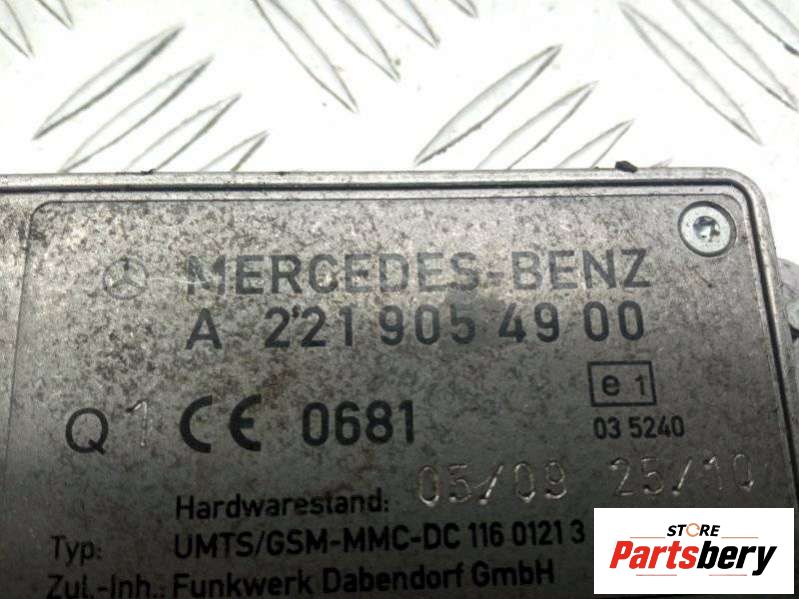 MERCEDES-BENZ
A 221 905 49 00
Q 1 CE 0681
e 1
03 5240
Hardwarestand: 05/09 25/10
Typ: UMTS/GSM-MMC-DC 116 0121 3
Zul.-Inh.: Funkwerk Dabendorf GmbH
STORE
Partsbery